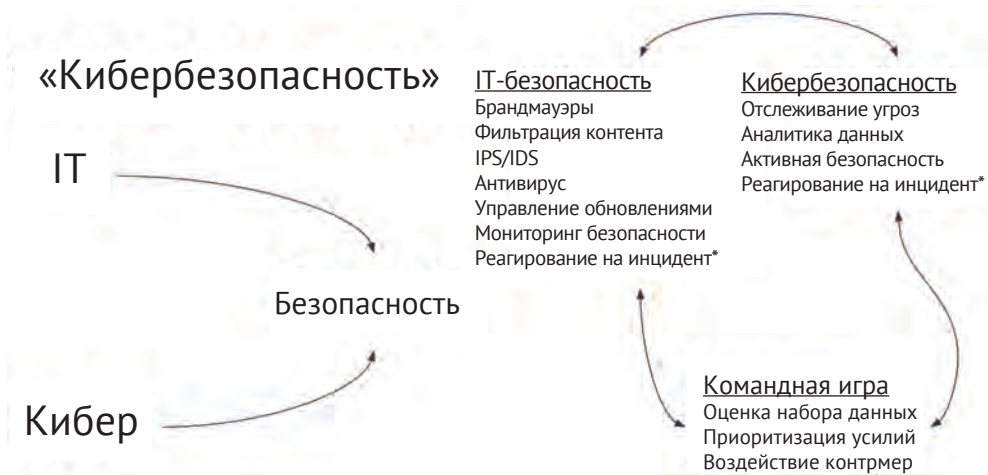 «Кибербезопасность»
IT
Безопасность
Кибер
IT-безопасность
Брандмауэры
Фильтрация контента
IPS/IDS
Антивирус
Управление обновлениями
Мониторинг безопасности
Реагирование на инцидент*
Кибербезопасность
Отслеживание угроз
Аналитика данных
Активная безопасность
Реагирование на инцидент*
Командная игра
Оценка набора данных
Приоритизация усилий
Воздействие контрмер